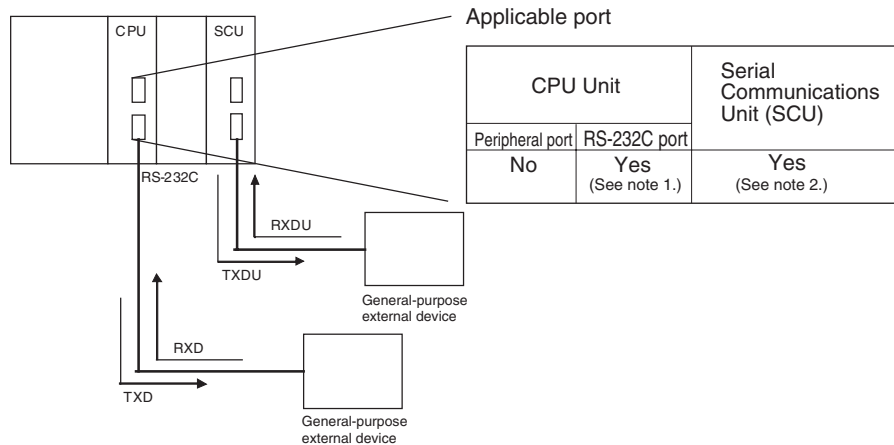 Applicable port
CPU
SCU
CPU Unit
Serial
Communications
Unit (SCU)
Peripheral port
RS-232C port
No
Yes
(See note 1.)
Yes
(See note 2.)
RS-232C
RXDU
TXDU
General-purpose
external device
RXD
TXD
General-purpose
external device